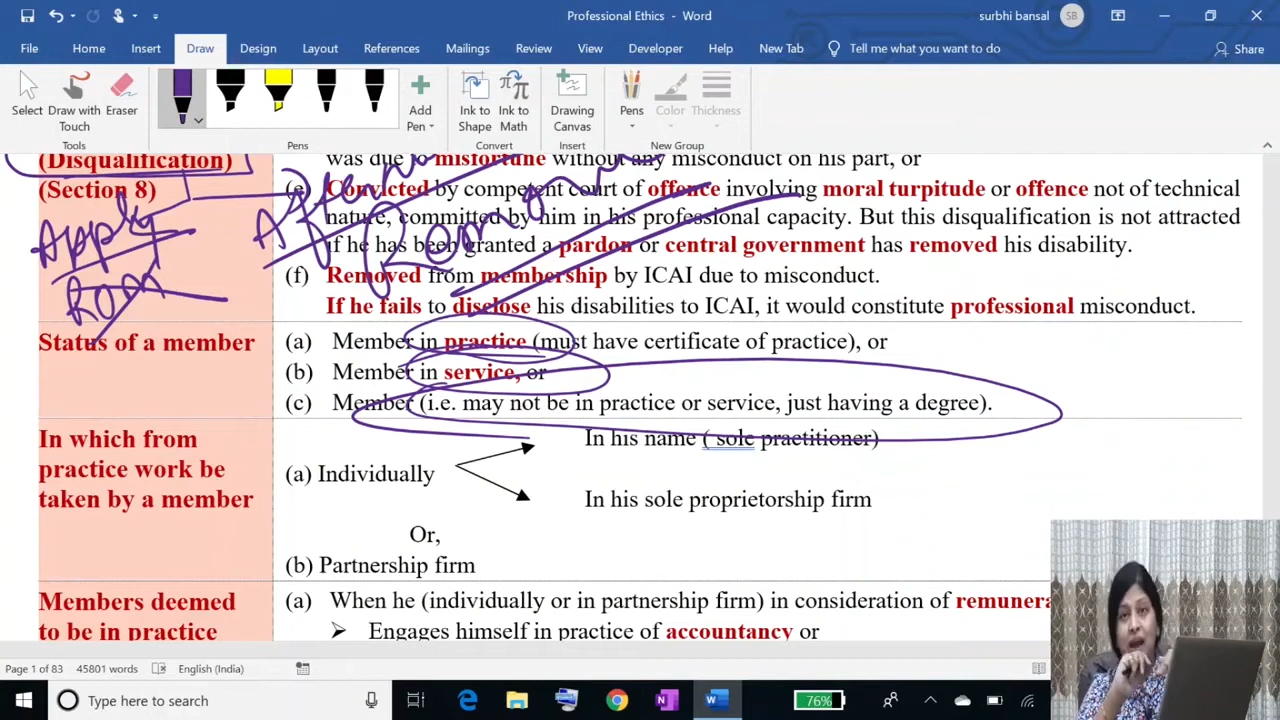 Professional Ethics - Word
surbhi bansal SB
File Home Insert Draw Design Layout References Mailings Review View Developer Help New Tab Tell me what you want to do Share
Select Draw with Touch Eraser Add Pen Ink to Shape Ink to Math Drawing Canvas Pens Color Thickness
Tools Pens Convert Insert New Group
(Disqualification)
(Section 8)
Apply
ROM
After
Removal
was due to misfortune without any misconduct on his part, or
(e) Convicted by competent court of offence involving moral turpitude or offence not of technical
nature, committed by him in his professional capacity. But this disqualification is not attracted
if he has been granted a pardon or central government has removed his disability.
(f) Removed from membership by ICAI due to misconduct.
If he fails to disclose his disabilities to ICAI, it would constitute professional misconduct.
Status of a member
(a) Member in practice (must have certificate of practice), or
(b) Member in service, or
(c) Member (i.e. may not be in practice or service, just having a degree).
In which from
practice work be
taken by a member
In his name ( sole practitioner)
(a) Individually
In his sole proprietorship firm
Or,
(b) Partnership firm
Members deemed
to be in practice
(a) When he (individually or in partnership firm) in consideration of
➢ Engages himself in practice of accountancy or
Page 1 of 83 45801 words English (India)
Type here to search
76%